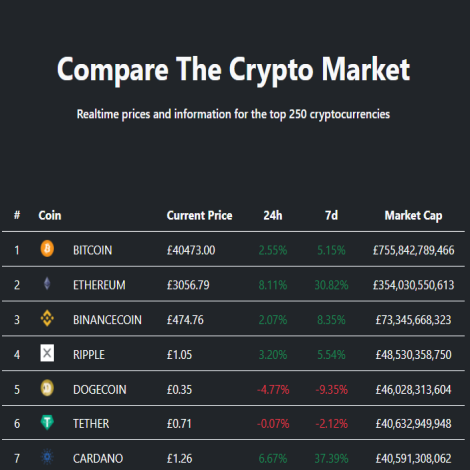 Compare The Crypto Market
Realtime prices and information for the top 250 cryptocurrencies
# Coin Current Price 24h 7d Market Cap
1 BITCOIN £40473.00 2.55% 5.15% £755,842,789,466
2 ETHEREUM £3056.79 8.11% 30.82% £354,030,550,613
3 BINANCECOIN £474.76 2.07% 8.35% £73,345,668,323
4 RIPPLE £1.05 3.20% 5.54% £48,530,358,750
5 DOGECOIN £0.35 -4.77% -9.35% £46,028,313,604
6 TETHER £0.71 -0.07% -2.12% £40,632,949,948
7 CARDANO £1.26 6.67% 37.39% £40,591,308,062